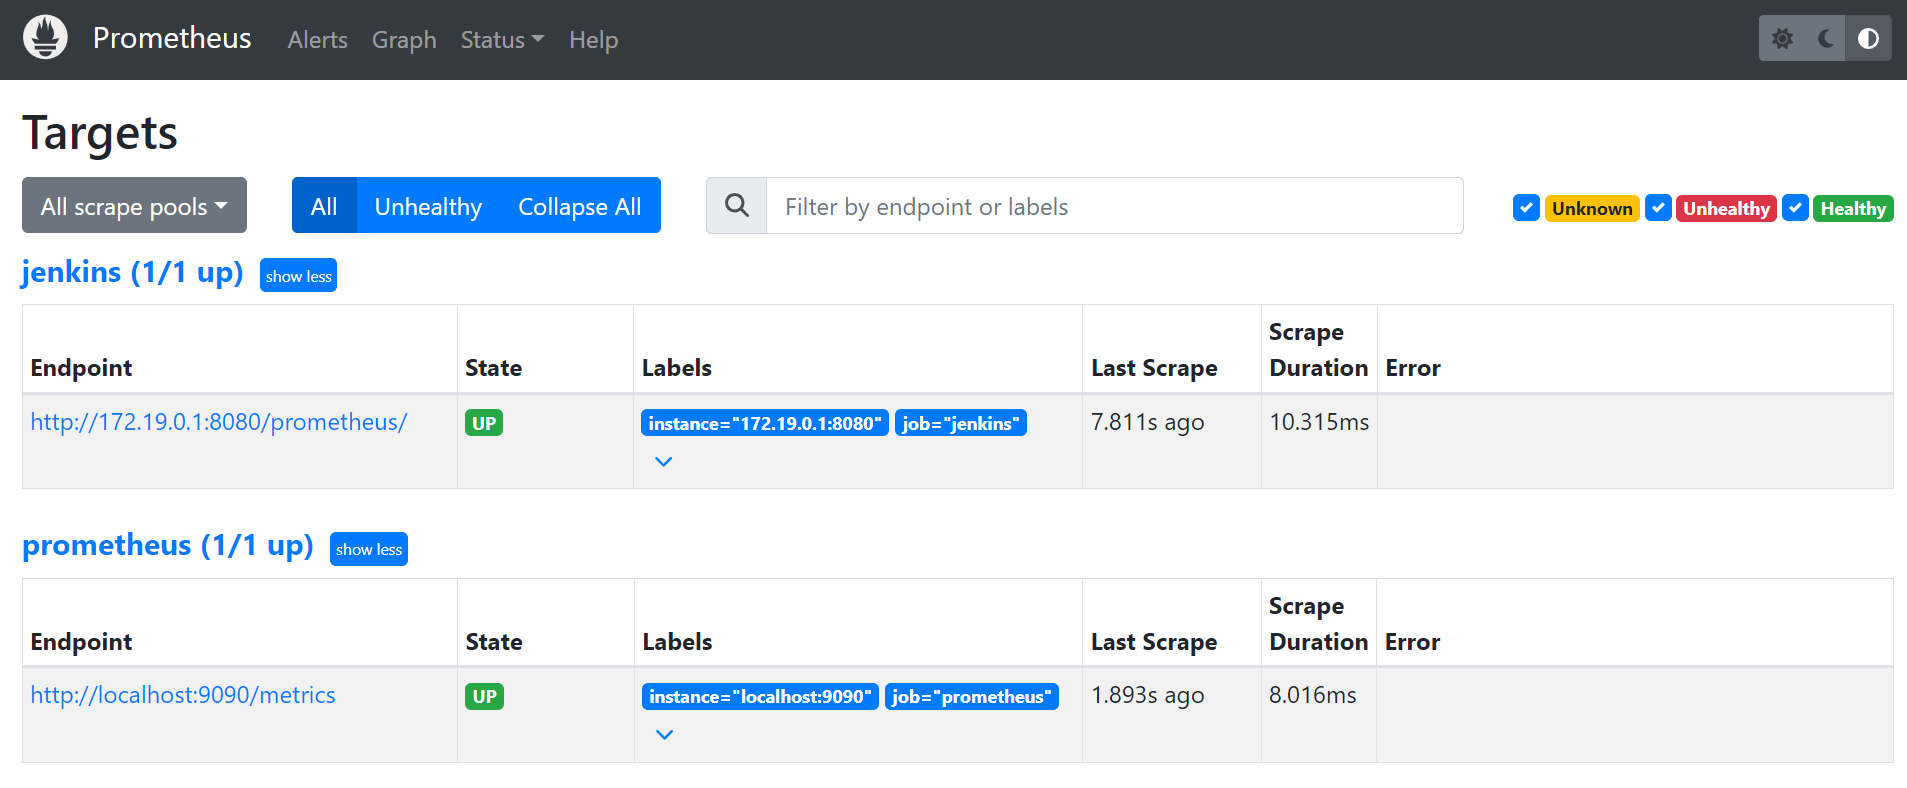 Prometheus Alerts Graph Status Help
Targets
All scrape pools All Unhealthy Collapse All Filter by endpoint or labels Unknown Unhealthy Healthy
jenkins (1/1 up) show less
Endpoint State Labels Last Scrape Scrape Duration Error
http://172.19.0.1:8080/prometheus/ UP instance="172.19.0.1:8080" job="jenkins" 7.811s ago 10.315ms
prometheus (1/1 up) show less
Endpoint State Labels Last Scrape Scrape Duration Error
http://localhost:9090/metrics UP instance="localhost:9090" job="prometheus" 1.893s ago 8.016ms